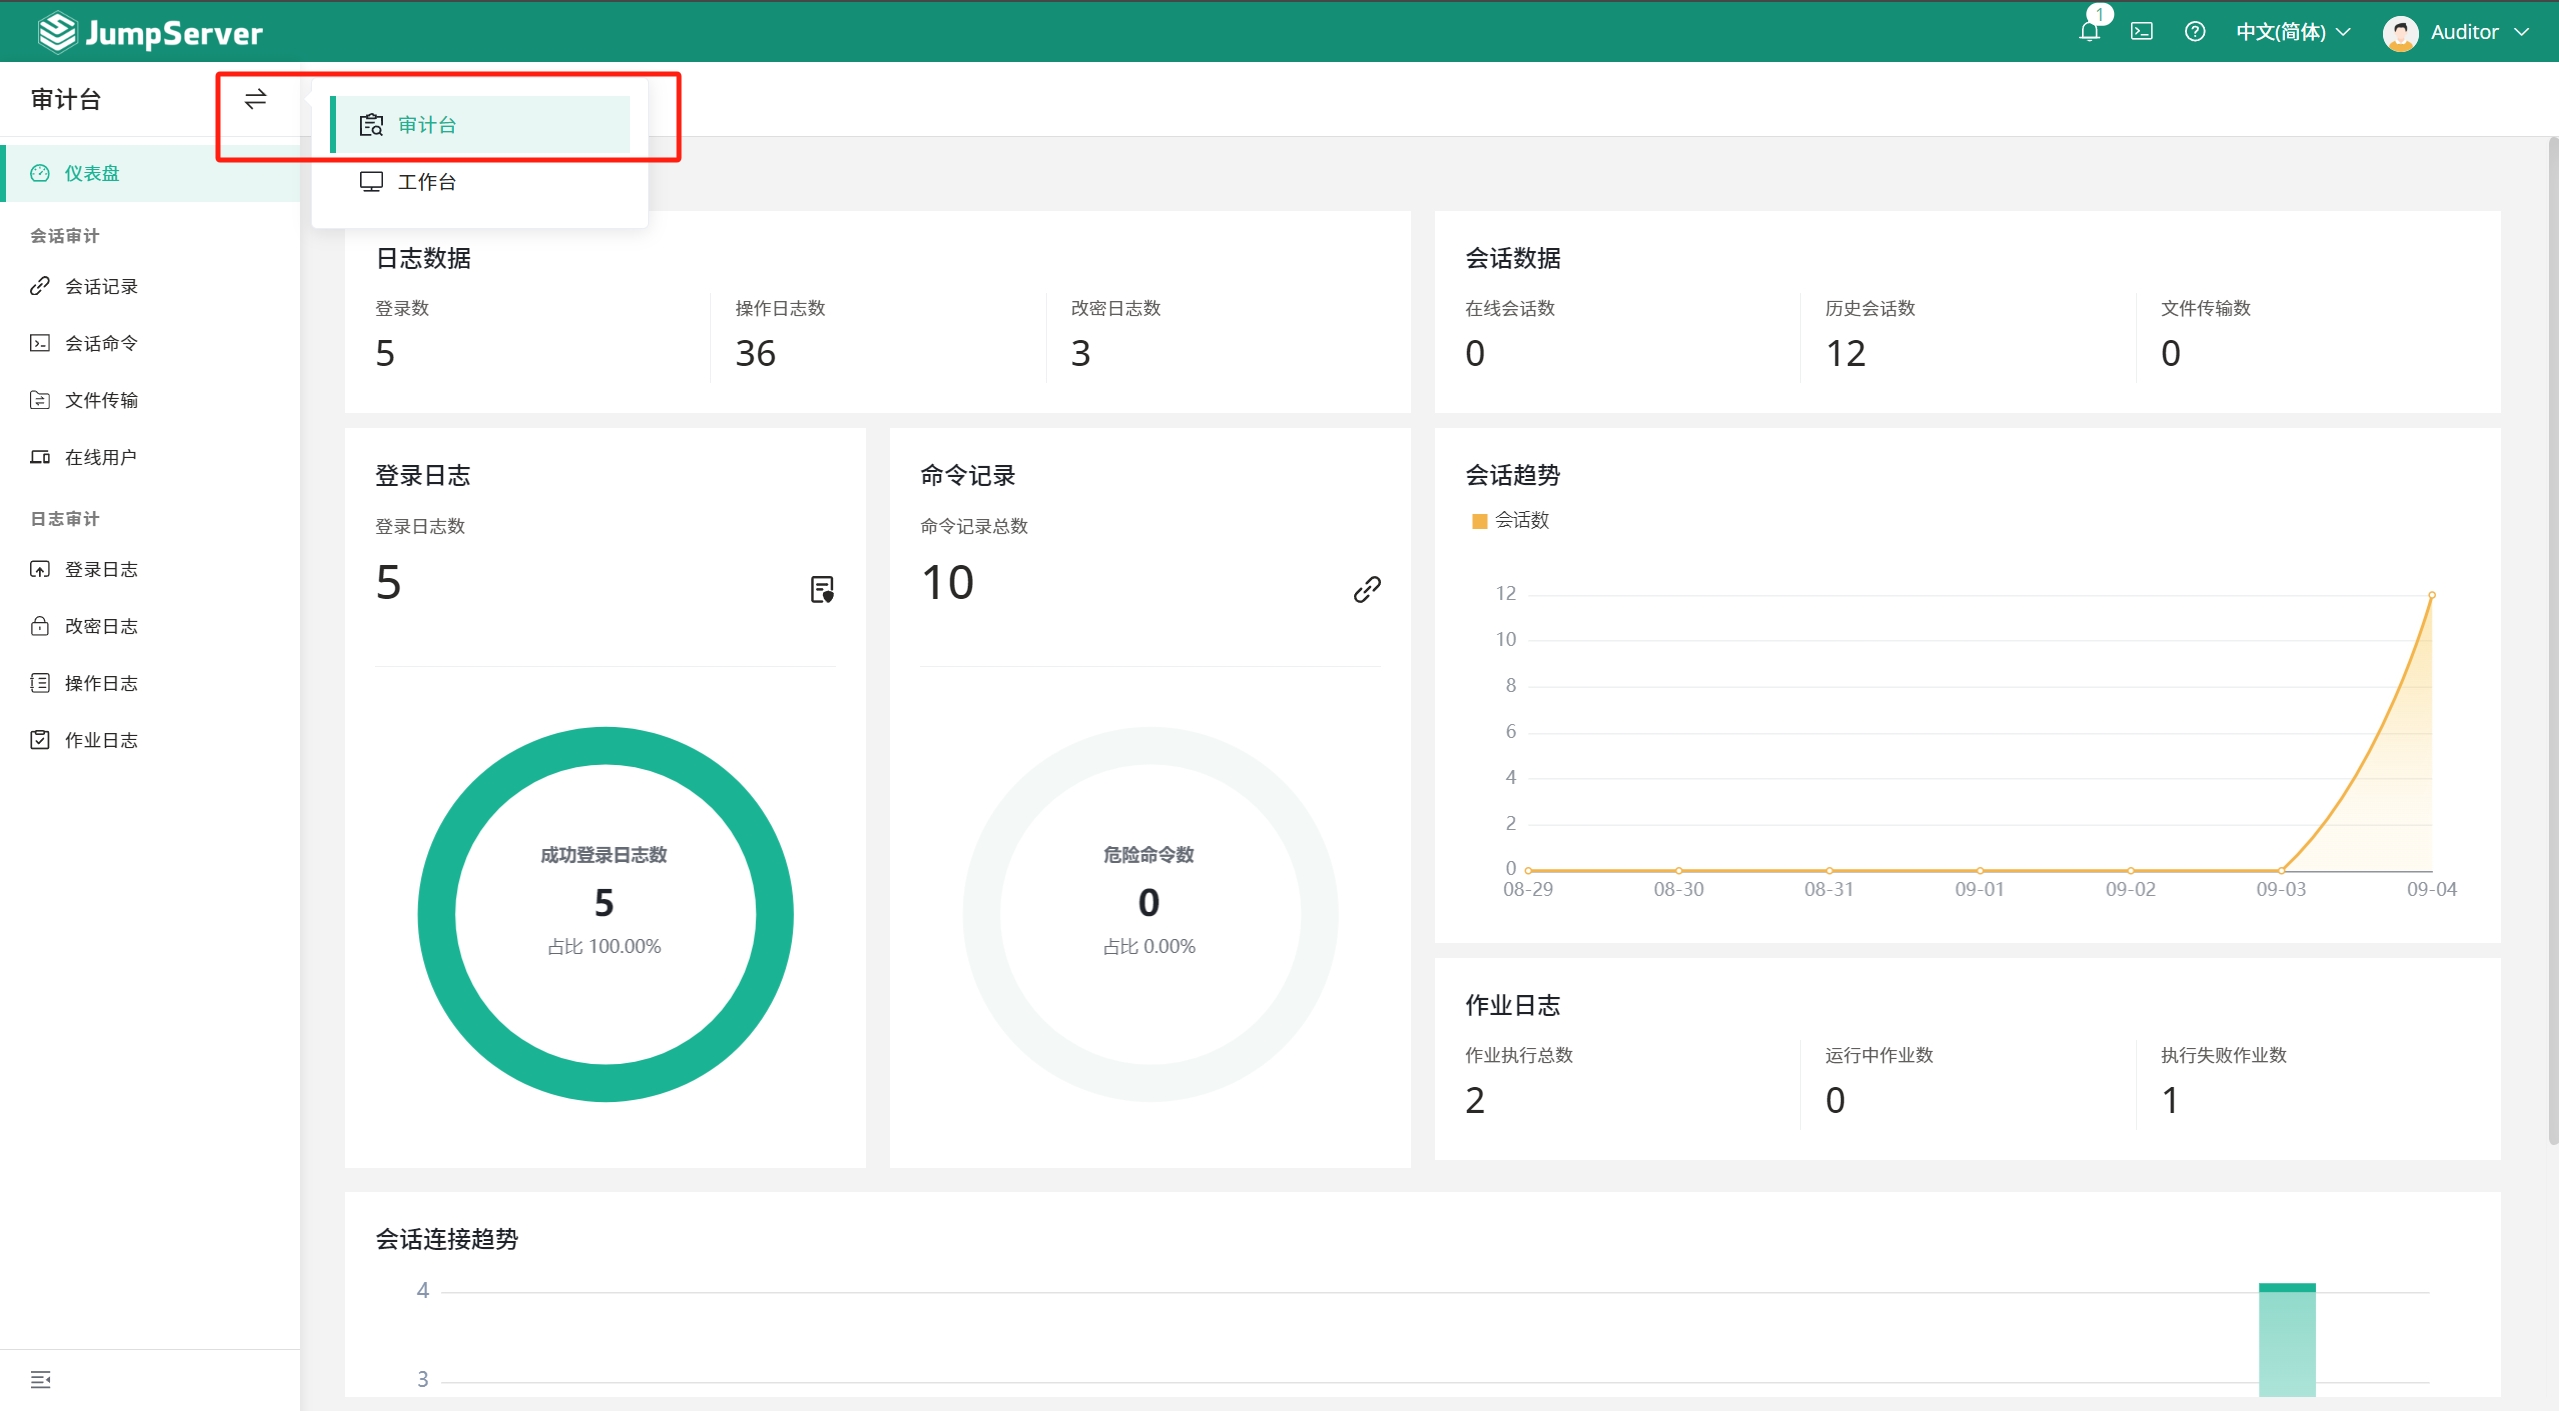 JumpServer
1
中文(简体)
Auditor
审计台
审计台
工作台
仪表盘
会话审计
会话记录
会话命令
文件传输
在线用户
日志审计
登录日志
改密日志
操作日志
作业日志
日志数据
登录数
操作日志数
改密日志数
5
36
3
会话数据
在线会话数
历史会话数
文件传输数
0
12
0
登录日志
登录日志数
5
成功登录日志数
5
占比 100.00%
命令记录
命令记录总数
10
危险命令数
0
占比 0.00%
会话趋势
会话数
12
10
8
6
4
2
0
08-29
08-30
08-31
09-01
09-02
09-03
09-04
作业日志
作业执行总数
运行中作业数
执行失败作业数
2
0
1
会话连接趋势
4
3